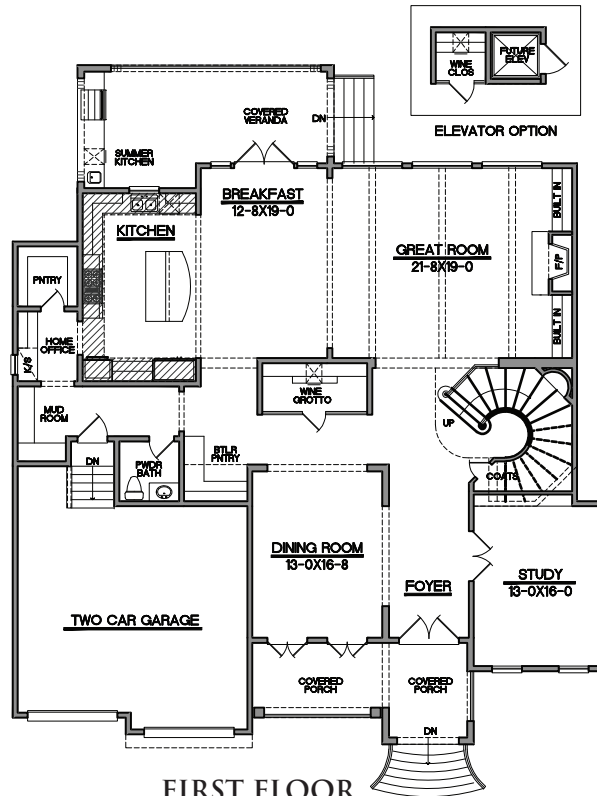 WINE
CLOS
FUTURE
ELEV
ELEVATOR OPTION
COVERED
VERANDA
DN
SUMMER
KITCHEN
BREAKFAST
12-8X19-0
BUILT IN
KITCHEN
GREAT ROOM
21-8X19-0
F/P
PNTRY
BUILT IN
HOME
OFFICE
K/S
WINE
GROTTO
MUD
ROOM
UP
BTLR
PNTRY
DN
PWDR
BATH
COATS
DINING ROOM
13-0X16-8
STUDY
13-0X16-0
FOYER
TWO CAR GARAGE
COVERED
PORCH
COVERED
PORCH
DN
FIRST FLOOR